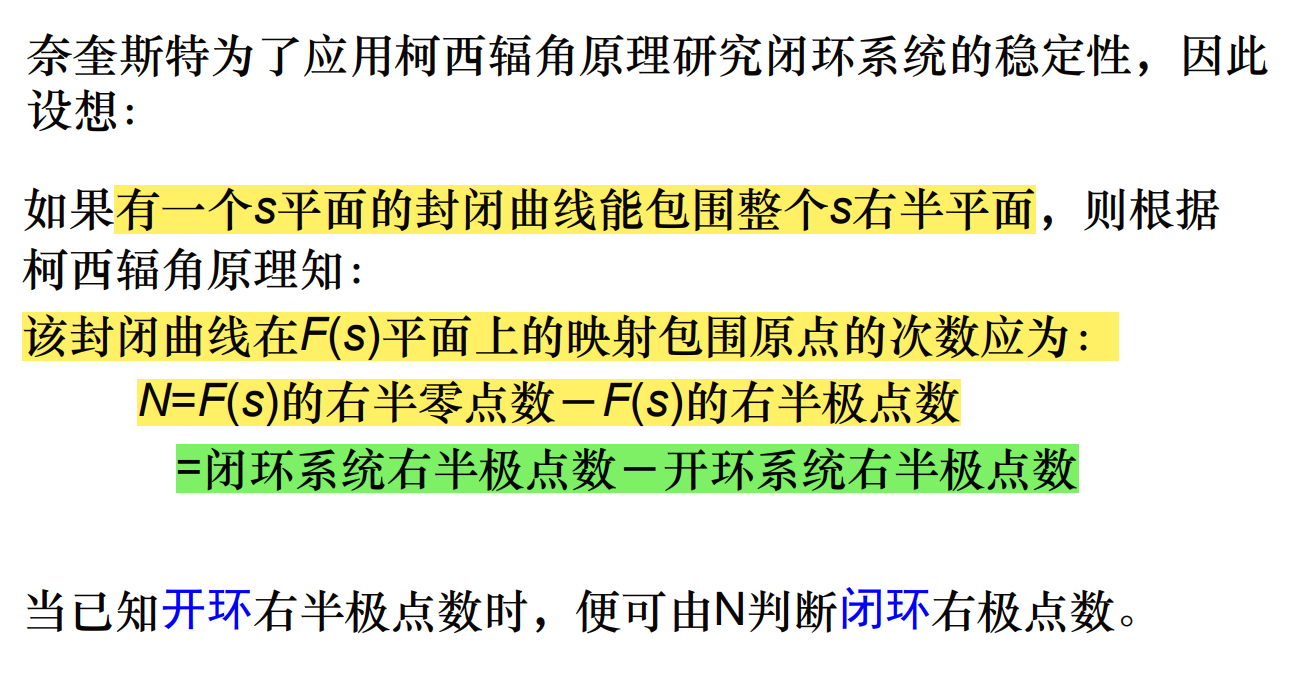 奈奎斯特为了应用柯西辐角原理研究闭环系统的稳定性，因此
设想：
如果有一个s平面的封闭曲线能包围整个s右半平面，则根据
柯西辐角原理知：
该封闭曲线在F(s)平面上的映射包围原点的次数应为：
N=F(s)的右半零点数－F(s)的右半极点数
=闭环系统右半极点数－开环系统右半极点数
当已知开环右半极点数时，便可由N判断闭环右极点数。